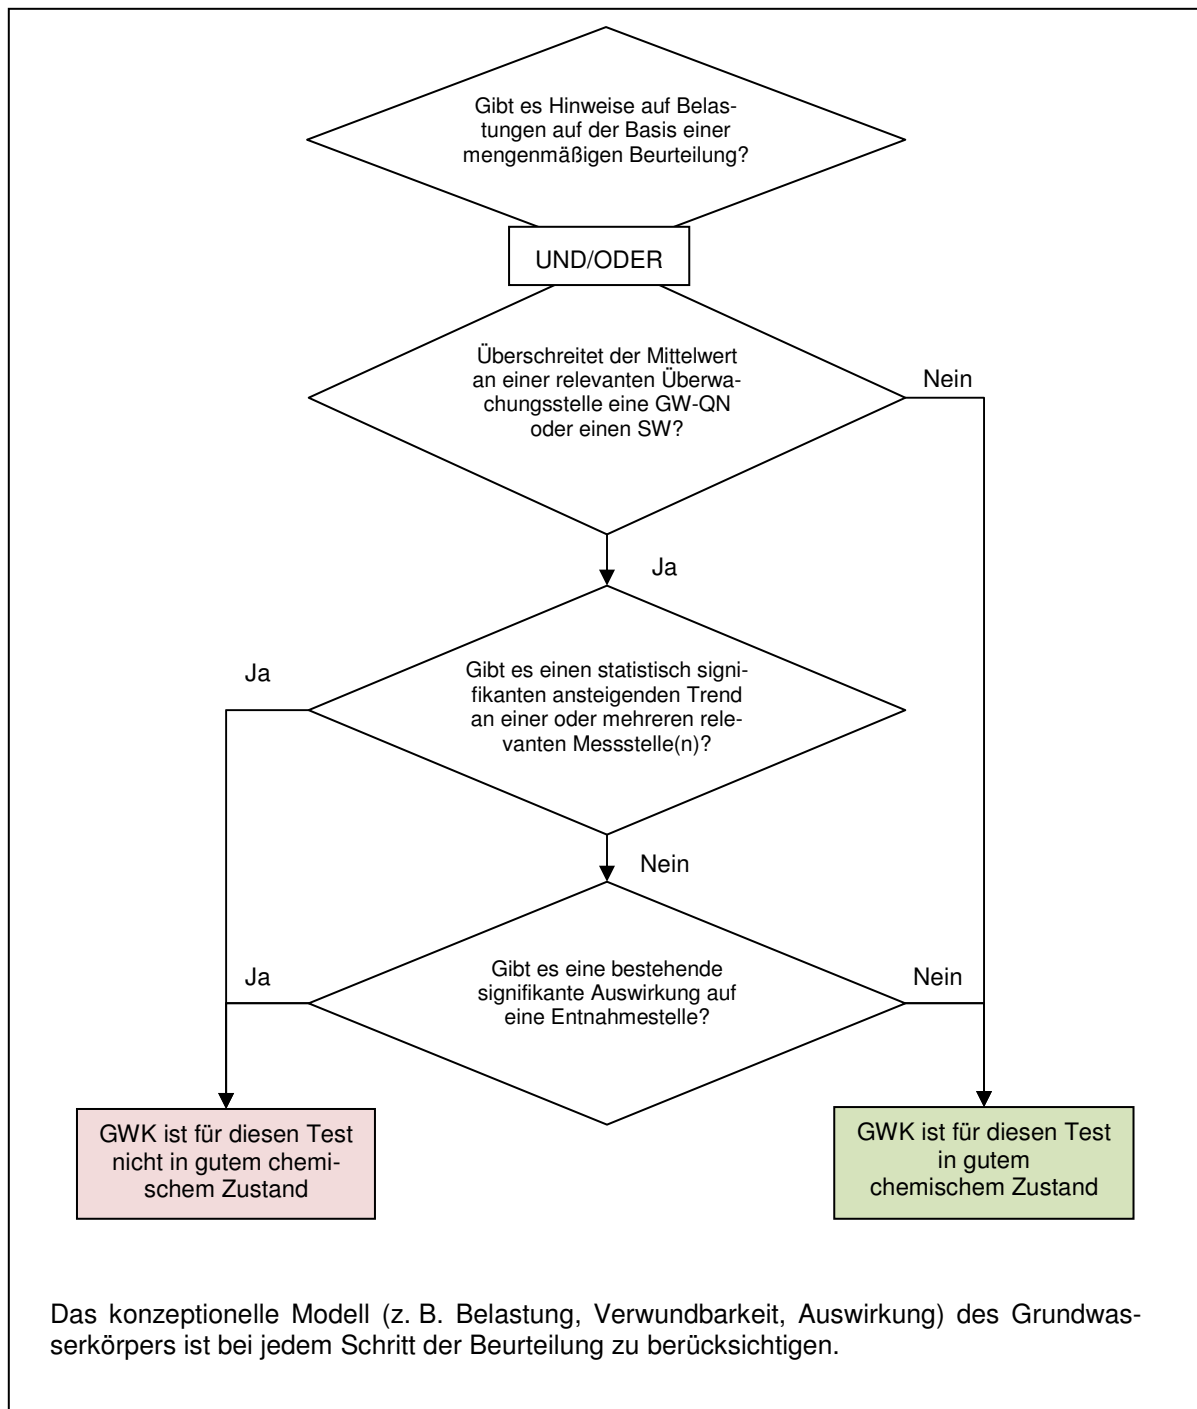 Gibt es Hinweise auf Belas-
tungen auf der Basis einer
mengenmäßigen Beurteilung?
UND/ODER
Überschreitet der Mittelwert
an einer relevanten Überwa-
chungsstelle eine GW-QN
oder einen SW?
Nein
Ja
Ja
Gibt es einen statistisch signi-
fikanten ansteigenden Trend
an einer oder mehreren rele-
vanten Messstelle(n)?
Nein
Ja
Gibt es eine bestehende
signifikante Auswirkung auf
eine Entnahmestelle?
Nein
GWK ist für diesen Test
nicht in gutem chemi-
schem Zustand
GWK ist für diesen Test
in gutem
chemischem Zustand
Das konzeptionelle Modell (z. B. Belastung, Verwundbarkeit, Auswirkung) des Grundwas-
serkörpers ist bei jedem Schritt der Beurteilung zu berücksichtigen.